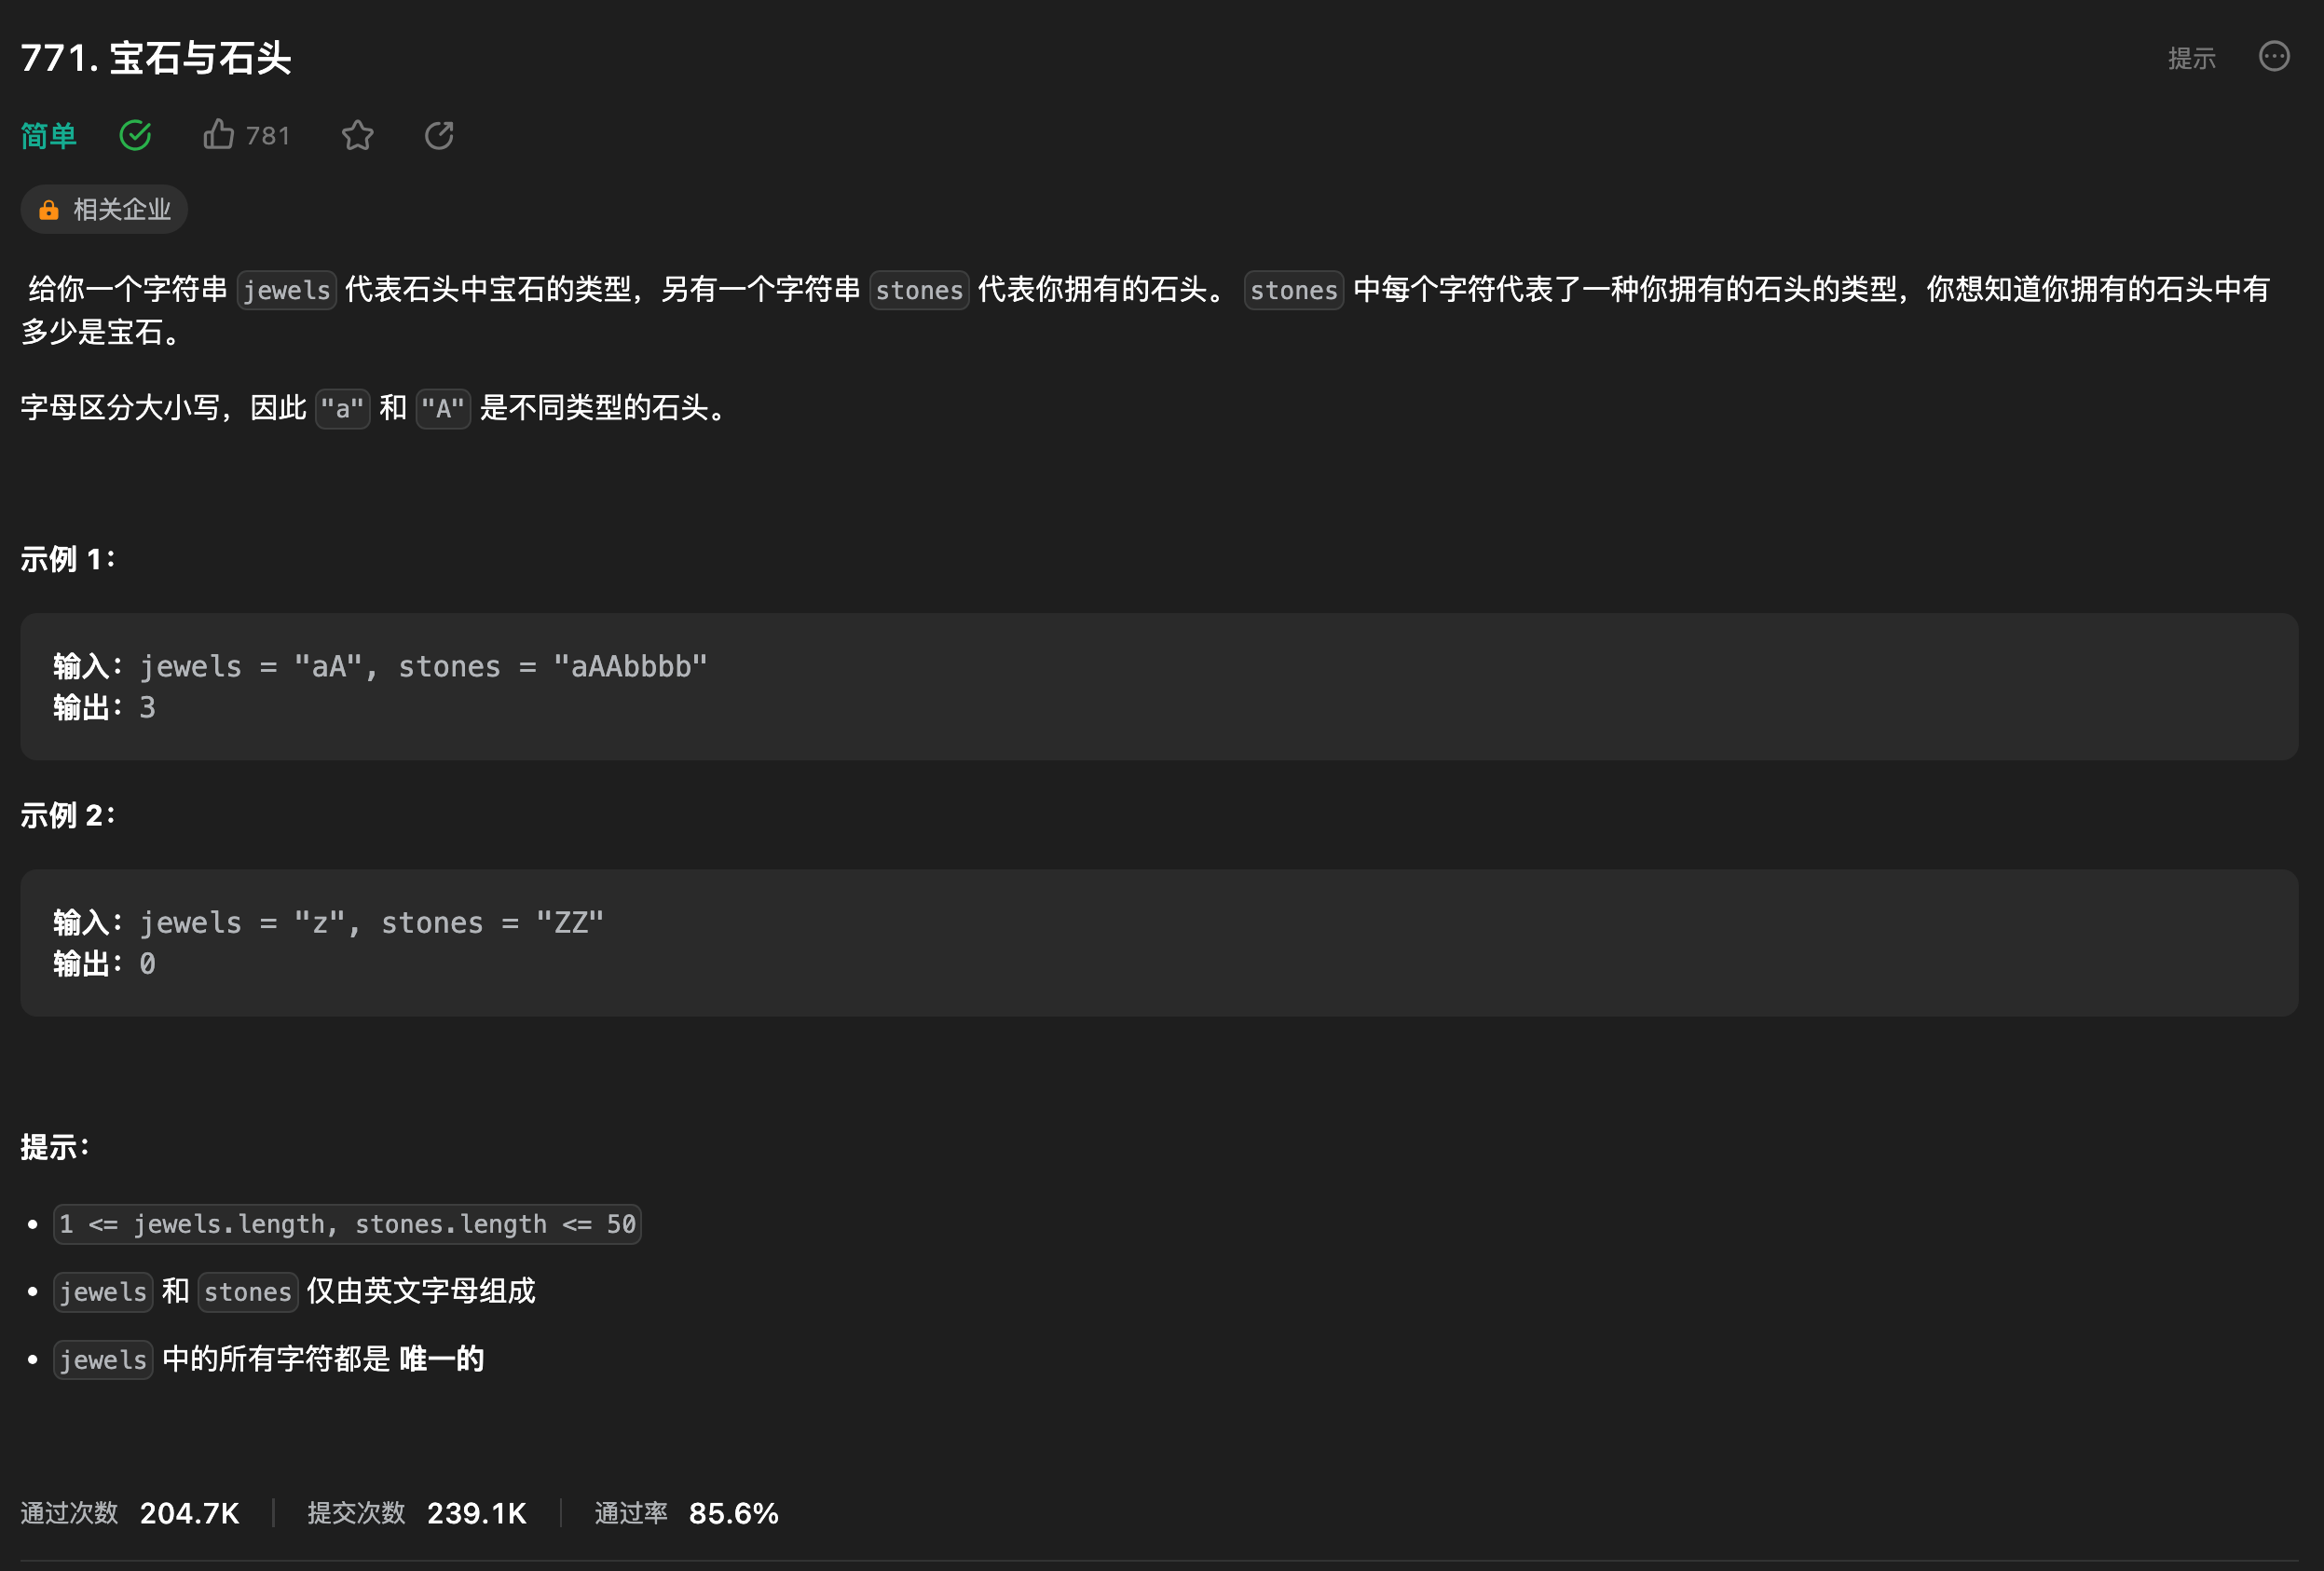 771. 宝石与石头
提示
简单
781
相关企业
给你一个字符串 jewels 代表石头中宝石的类型，另有一个字符串 stones 代表你拥有的石头。 stones 中每个字符代表了一种你拥有的石头的类型，你想知道你拥有的石头中有
多少是宝石。
字母区分大小写，因此 "a" 和 "A" 是不同类型的石头。
示例 1：
输入：jewels = "aA", stones = "aAAbbbb"
输出：3
示例 2：
输入：jewels = "z", stones = "ZZ"
输出：0
提示：
• 1 <= jewels.length, stones.length <= 50
• jewels 和 stones 仅由英文字母组成
• jewels 中的所有字符都是 唯一的
通过次数 204.7K | 提交次数 239.1K | 通过率 85.6%